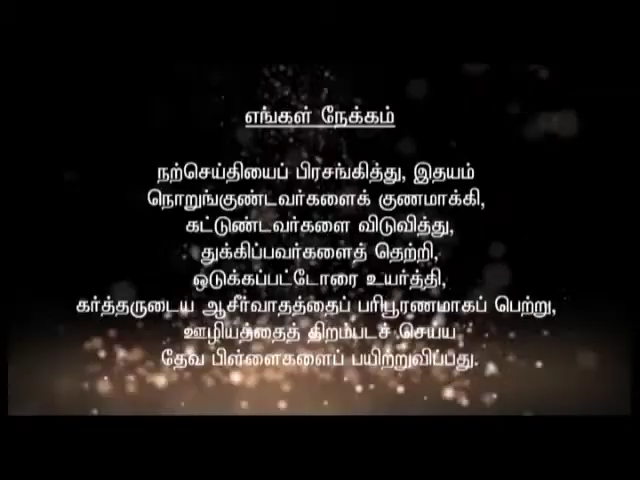 எங்கள் நேக்கம்
நற்செய்தியைப் பிரசங்கித்து, இதயம்
நொறுங்குண்டவர்களைக் குணமாக்கி,
கட்டுண்டவர்களை விடுவித்து,
துக்கிப்பவர்களைத் தெற்றி,
ஒடுக்கப்பட்டோரை உயர்த்தி,
கர்த்தருடைய ஆசீர்வாதத்தைப் பரிபூரணமாகப் பெற்று,
ஊழியத்தைத் திறம்படச் செய்ய
தேவ பிள்ளைகளைப் பயிற்றுவிப்பது.